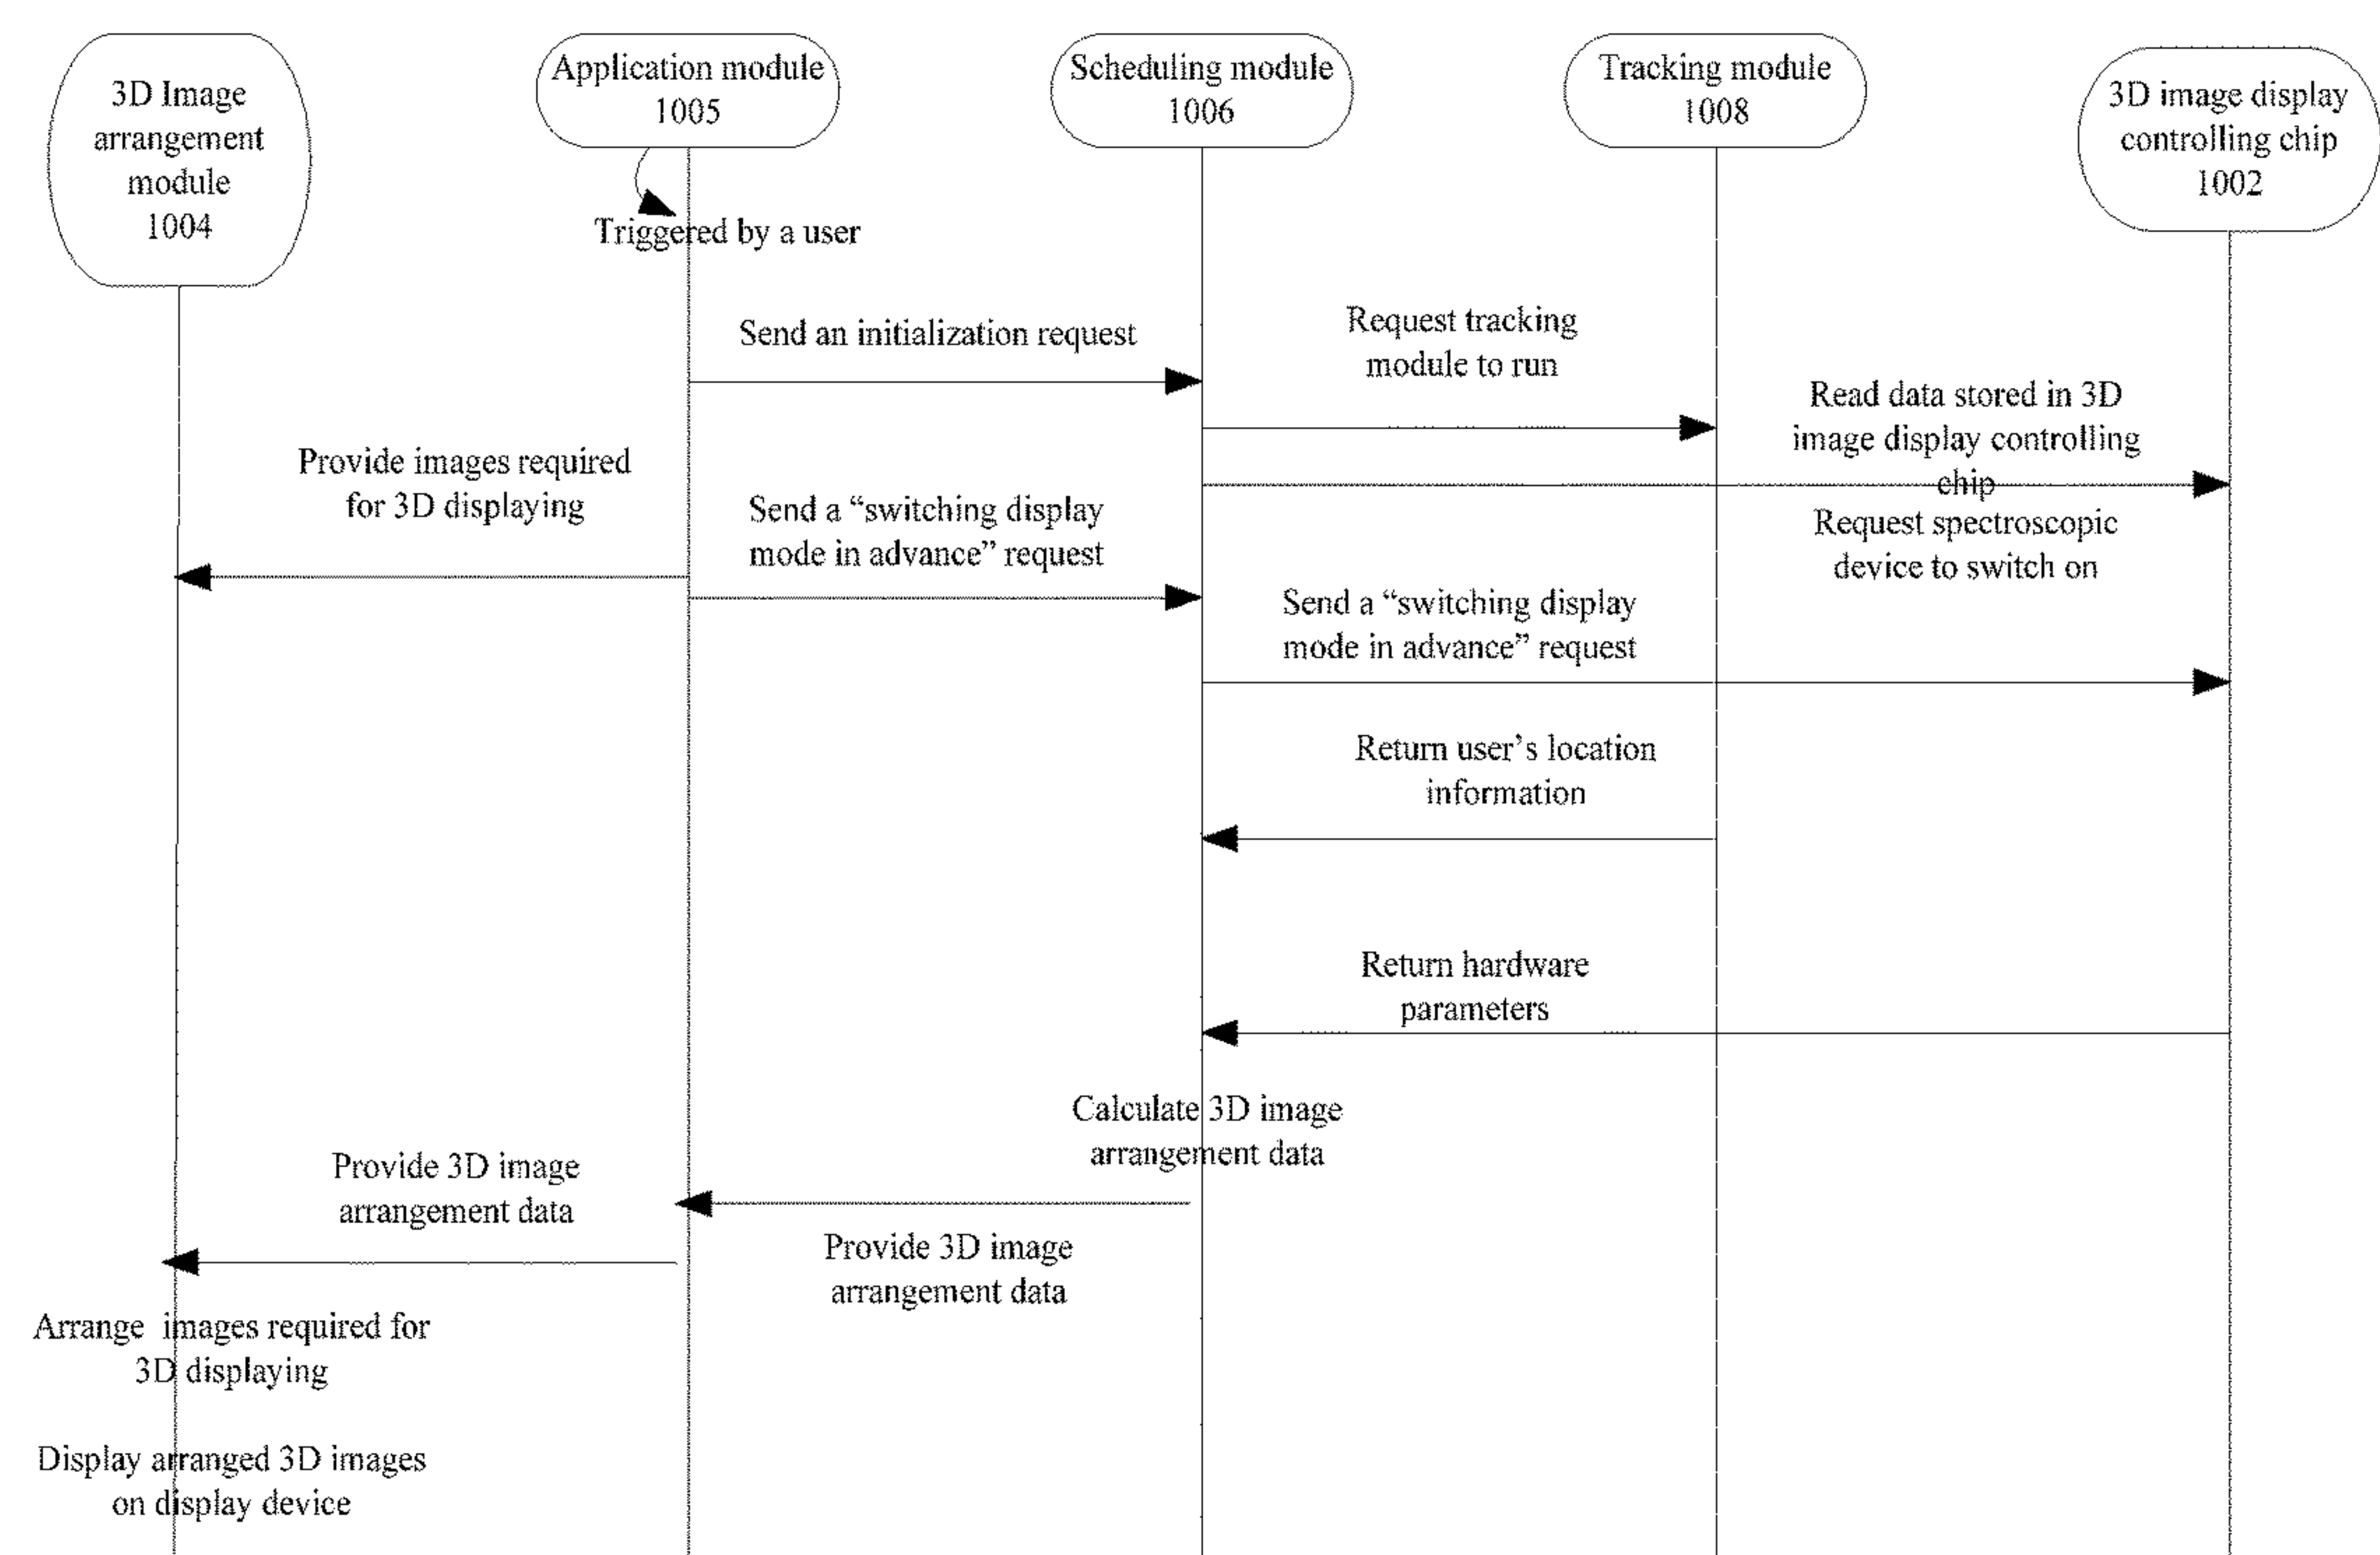 3D Image
arrangement
module
1004
Application module
1005
Scheduling module
1006
Tracking module
1008
3D image display
controlling chip
1002
Triggered by a user
Send an initialization request
Request tracking
module to run
Read data stored in 3D
image display controlling
chip
Provide images required
for 3D displaying
Send a “switching display
mode in advance” request
Request spectroscopic
device to switch on
Send a “switching display
mode in advance” request
Return user’s location
information
Return hardware
parameters
Calculate 3D image
arrangement data
Provide 3D image
arrangement data
Provide 3D image
arrangement data
Arrange images required for
3D displaying
Display arranged 3D images
on display device